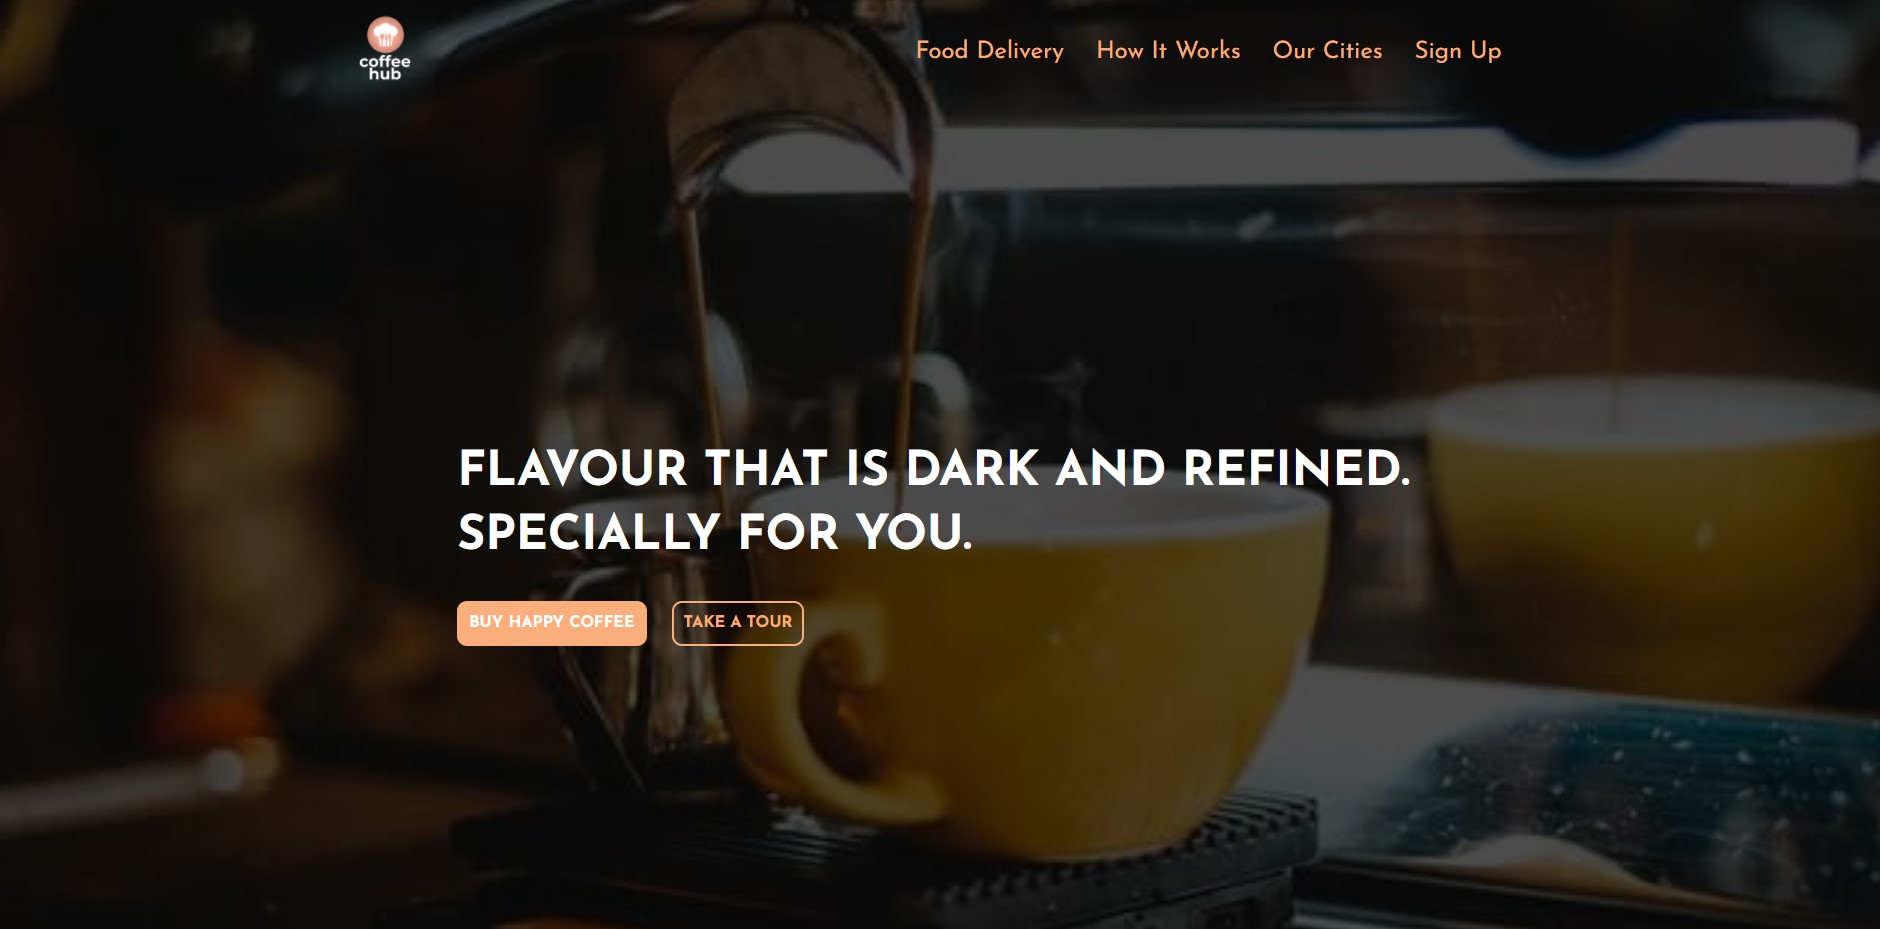 coffee
hub
Food Delivery
How It Works
Our Cities
Sign Up
FLAVOUR THAT IS DARK AND REFINED.
SPECIALLY FOR YOU.
BUY HAPPY COFFEE
TAKE A TOUR